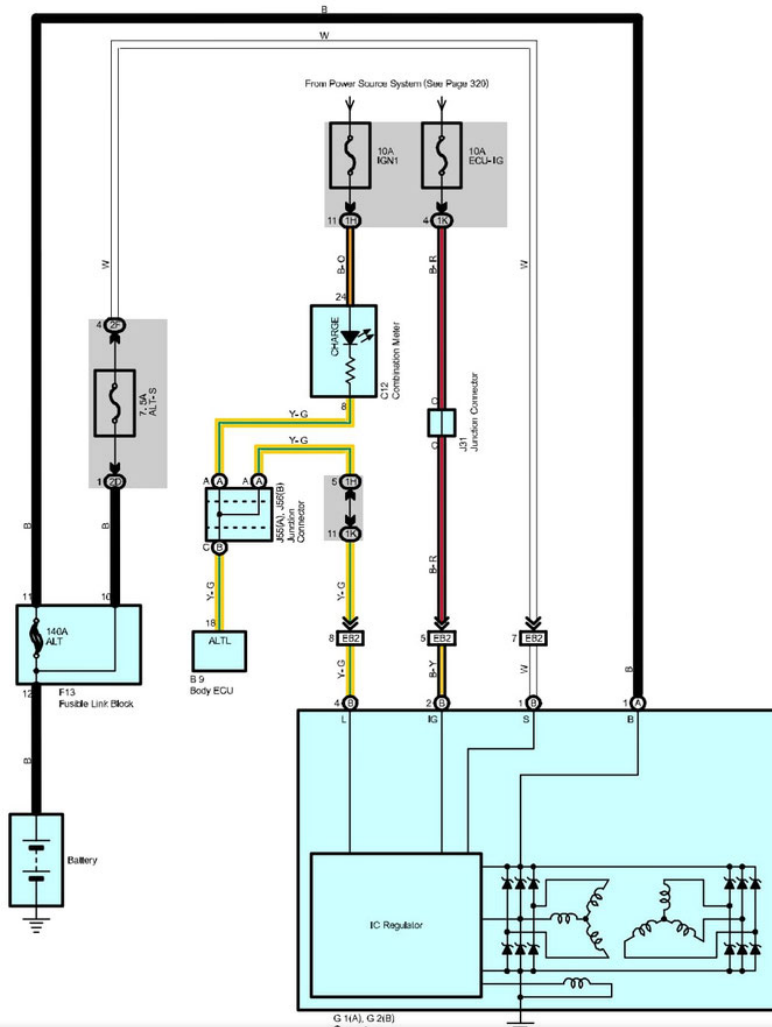 B
W
From Power Source System (See Page 320)
10A
IGN1
10A
ECU-IG
11 1H
4 1K
W
B-O
B-R
W
24
4 2F
CHARGE
C12
Combination Meter
7. 5A
ALT-S
8
C
J31
Junction Connector
C
Y-G
Y-G
1 2D
A A
A A
5 1H
J55(A), J56(B)
Junction
Connector
11 1K
C B
B
B
Y-G
Y-G
B-R
11
10
18
140A
ALT
ALTL
8 EB2
5 EB2
7 EB2
B 9
Body ECU
Y-G
B-Y
W
B
12
F13
Fusible Link Block
4 B
2 B
1 B
1 A
L
IG
S
B
B
Battery
IC Regulator
G 1(A), G 2(B)